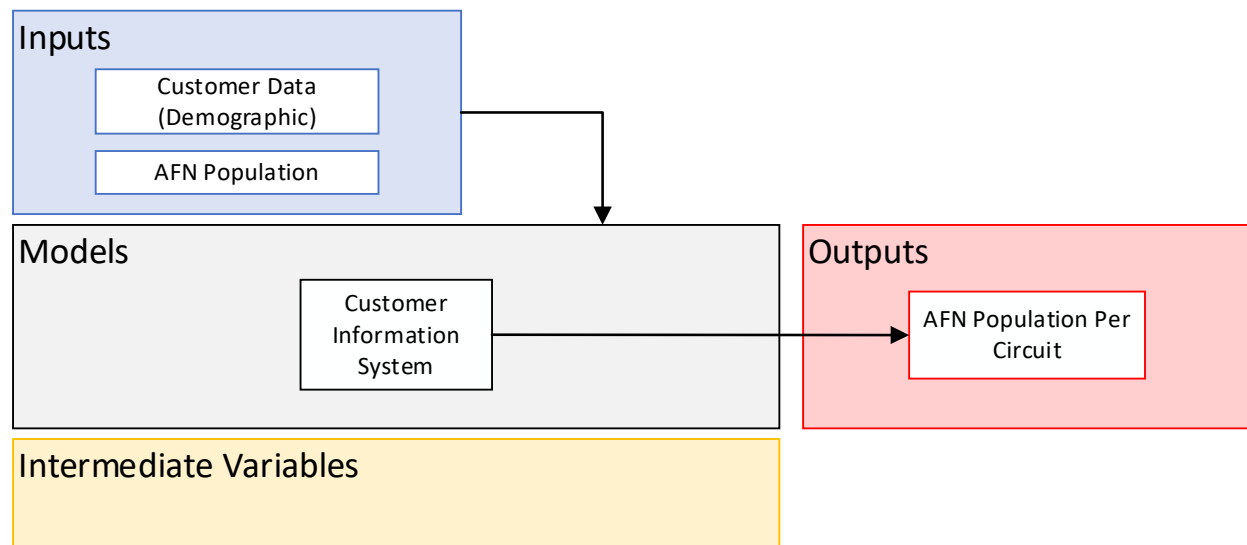 Inputs
Customer Data
(Demographic)
AFN Population
Models
Customer
Information
System
Outputs
AFN Population Per
Circuit
Intermediate Variables